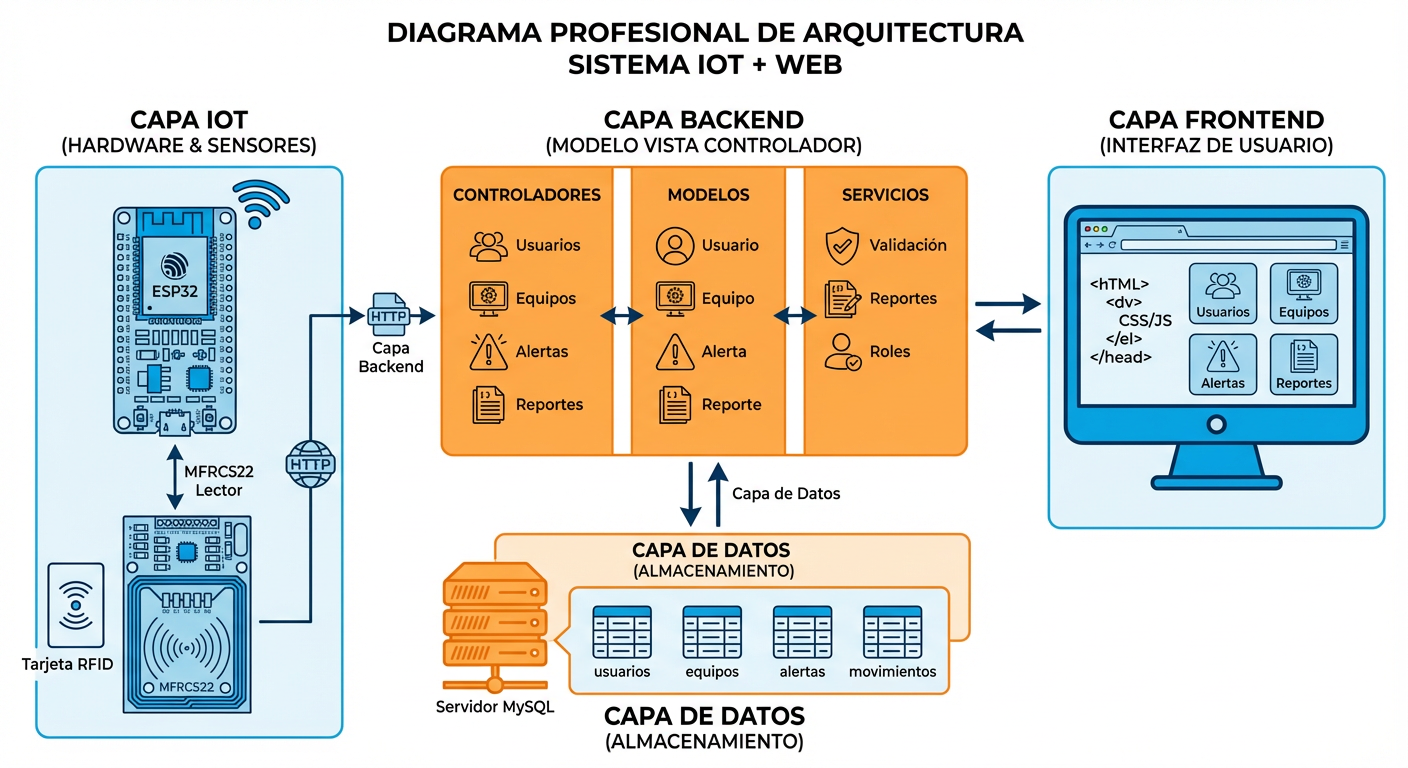 DIAGRAMA PROFESIONAL DE ARQUITECTURA
SISTEMA IOT + WEB
CAPA IOT
(HARDWARE & SENSORES)
ESP32
MFRCS22
Lector
HTTP
Tarjeta RFID
MFRCS22
HTTP
Capa
Backend
CAPA BACKEND
(MODELO VISTA CONTROLADOR)
CONTROLADORES
Usuarios
Equipos
Alertas
Reportes
MODELOS
Usuario
Equipo
Alerta
Reporte
SERVICIOS
Validación
Reportes
Roles
Capa de Datos
CAPA DE DATOS
(ALMACENAMIENTO)
usuarios
equipos
alertas
movimientos
Servidor MySQL
CAPA DE DATOS
(ALMACENAMIENTO)
CAPA FRONTEND
(INTERFAZ DE USUARIO)
<hTML>
<dv>
CSS/JS
</el>
</head>
Usuarios
Equipos
Alertas
Reportes